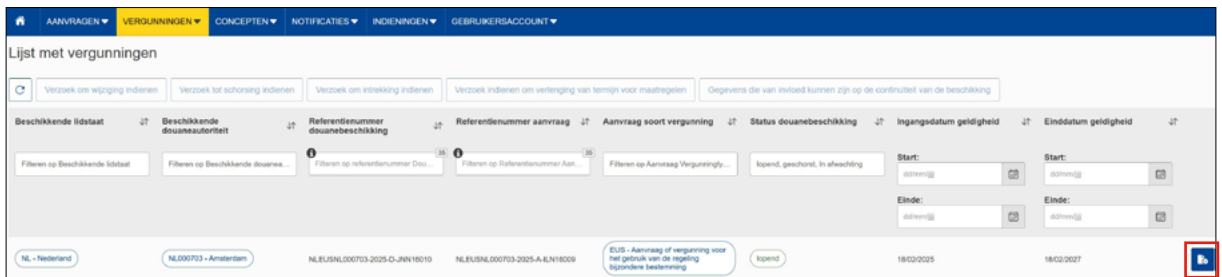 AANVRAGEN VERGUNNINGEN CONCEPTEN NOTIFICATIES INDIENINGEN GEBRUIKERSACCOUNT
Lijst met vergunningen
Verzoek om wijziging indienen Verzoek tot schorsing indienen Verzoek om intrekking indienen Verzoek indienen om verlenging van termijn voor maatregelen Gegevens die van invloed kunnen zijn op de continuïteit van de beschikking
Beschikkende lidstaat Beschikkende douaneautoriteit Referentienummer douanebeschikking Referentienummer aanvraag Aanvraag soort vergunning Status douanebeschikking Ingangsdatum geldigheid Einddatum geldigheid
Filteren op Beschikkende lidstaat Filteren op Beschikkende douanea... Filteren op referentienummer Dou... 35 Filteren op Referentienummer Aan... 35 Filteren op Aanvraag Vergunningty... lopend, geschorst, In afwachting
Start: Start:
dd/mm/jjjj dd/mm/jjjj
Einde: Einde:
dd/mm/jjjj dd/mm/jjjj
NL - Nederland NL000703 - Amsterdam NLEUSNL000703-2025-D-JNN16010 NLEUSNL000703-2025-A-ILN16009 EUS - Aanvraag of vergunning voor het gebruik van de regeling bijzondere bestemming lopend 18/02/2025 18/02/2027